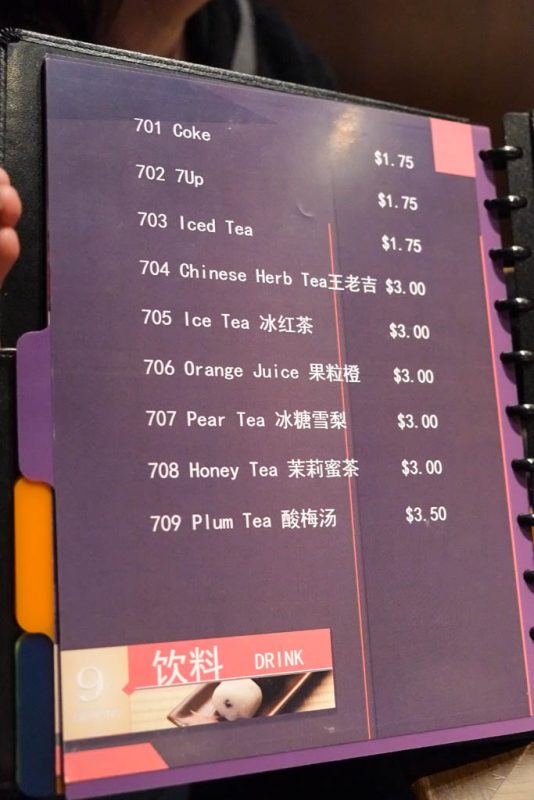 701 Coke $1.75
702 7Up $1.75
703 Iced Tea $1.75
704 Chinese Herb Tea王老吉 $3.00
705 Ice Tea 冰红茶 $3.00
706 Orange Juice 果粒橙 $3.00
707 Pear Tea 冰糖雪梨 $3.00
708 Honey Tea 茉莉蜜茶 $3.00
709 Plum Tea 酸梅汤 $3.50
9 饮料 DRINK